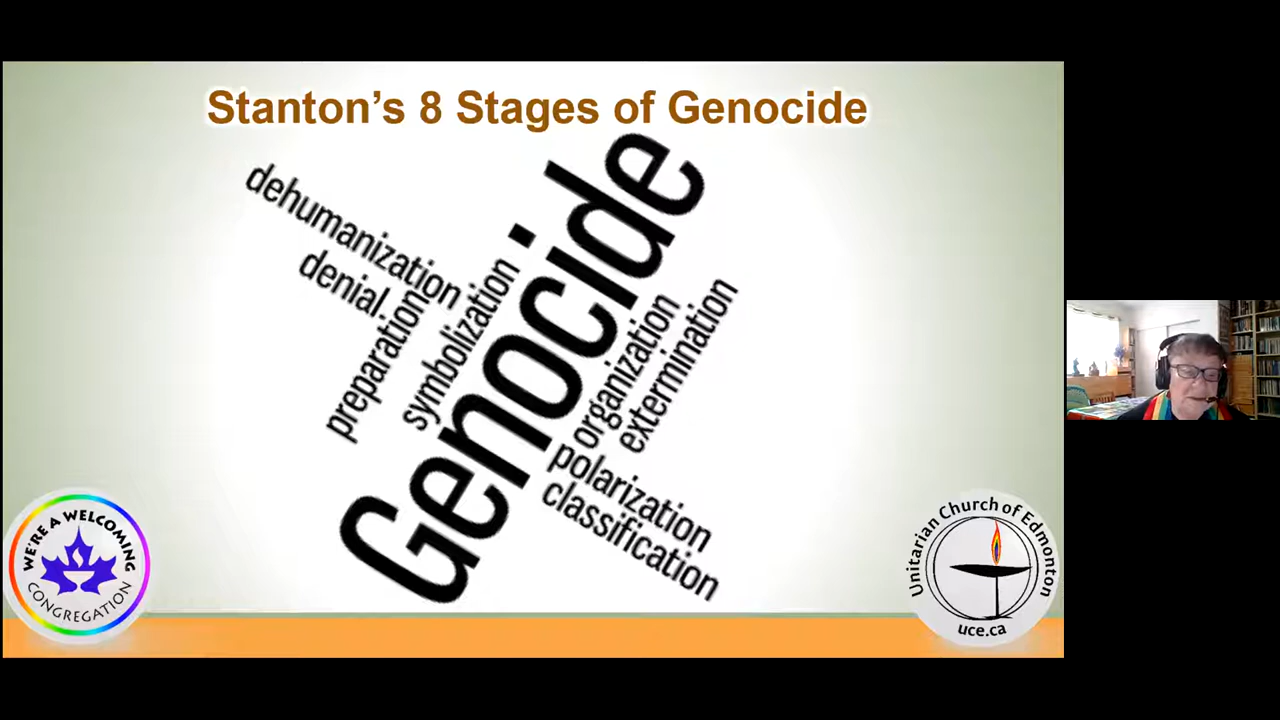 Stanton's 8 Stages of Genocide
dehumanization
denial
preparation
symbolization
Genocide
organization
extermination
polarization
classification
WE'RE A WELCOMING
CONGREGATION
Unitarian Church of Edmonton
uce.ca